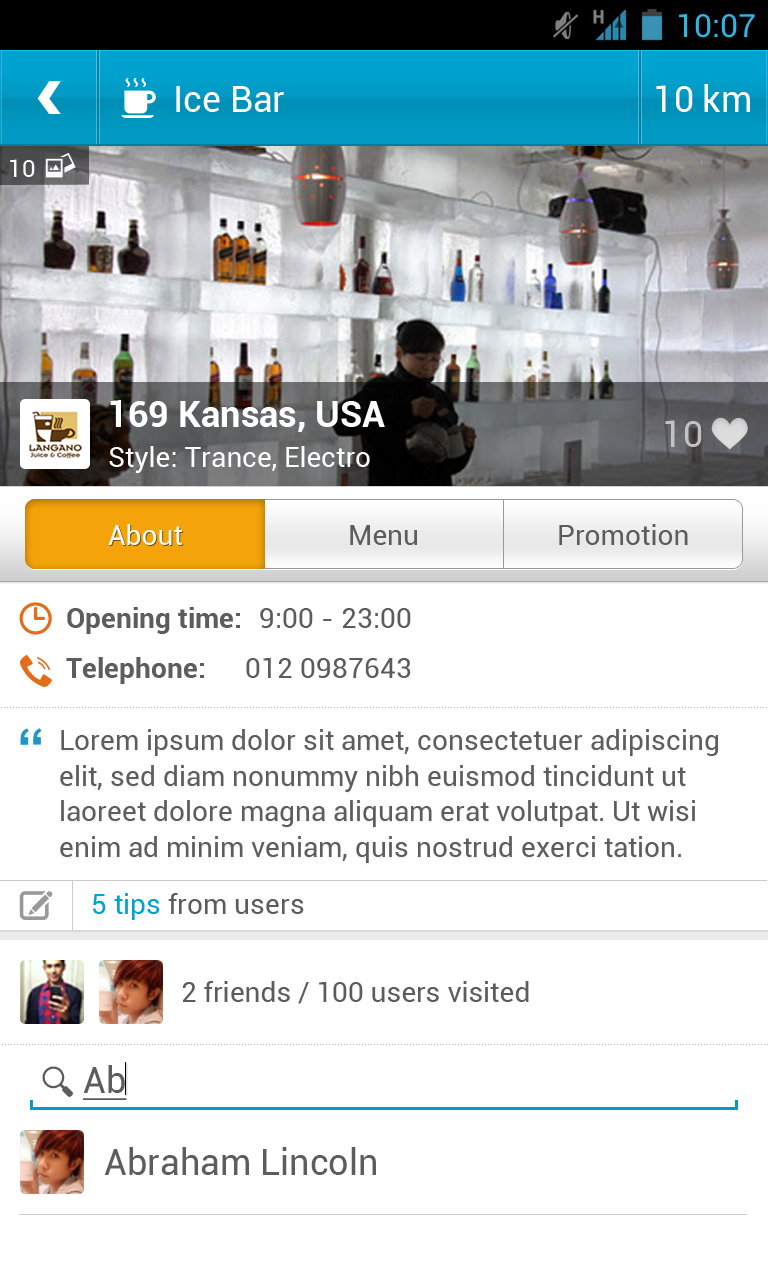 H 10:07
Ice Bar 10 km
10
169 Kansas, USA
LANGANO
Juice & Coffee
Style: Trance, Electro
10
About Menu Promotion
Opening time: 9:00 - 23:00
Telephone: 012 0987643
“ Lorem ipsum dolor sit amet, consectetuer adipiscing
elit, sed diam nonummy nibh euismod tincidunt ut
laoreet dolore magna aliquam erat volutpat. Ut wisi
enim ad minim veniam, quis nostrud exerci tation.
5 tips from users
2 friends / 100 users visited
Ab
Abraham Lincoln